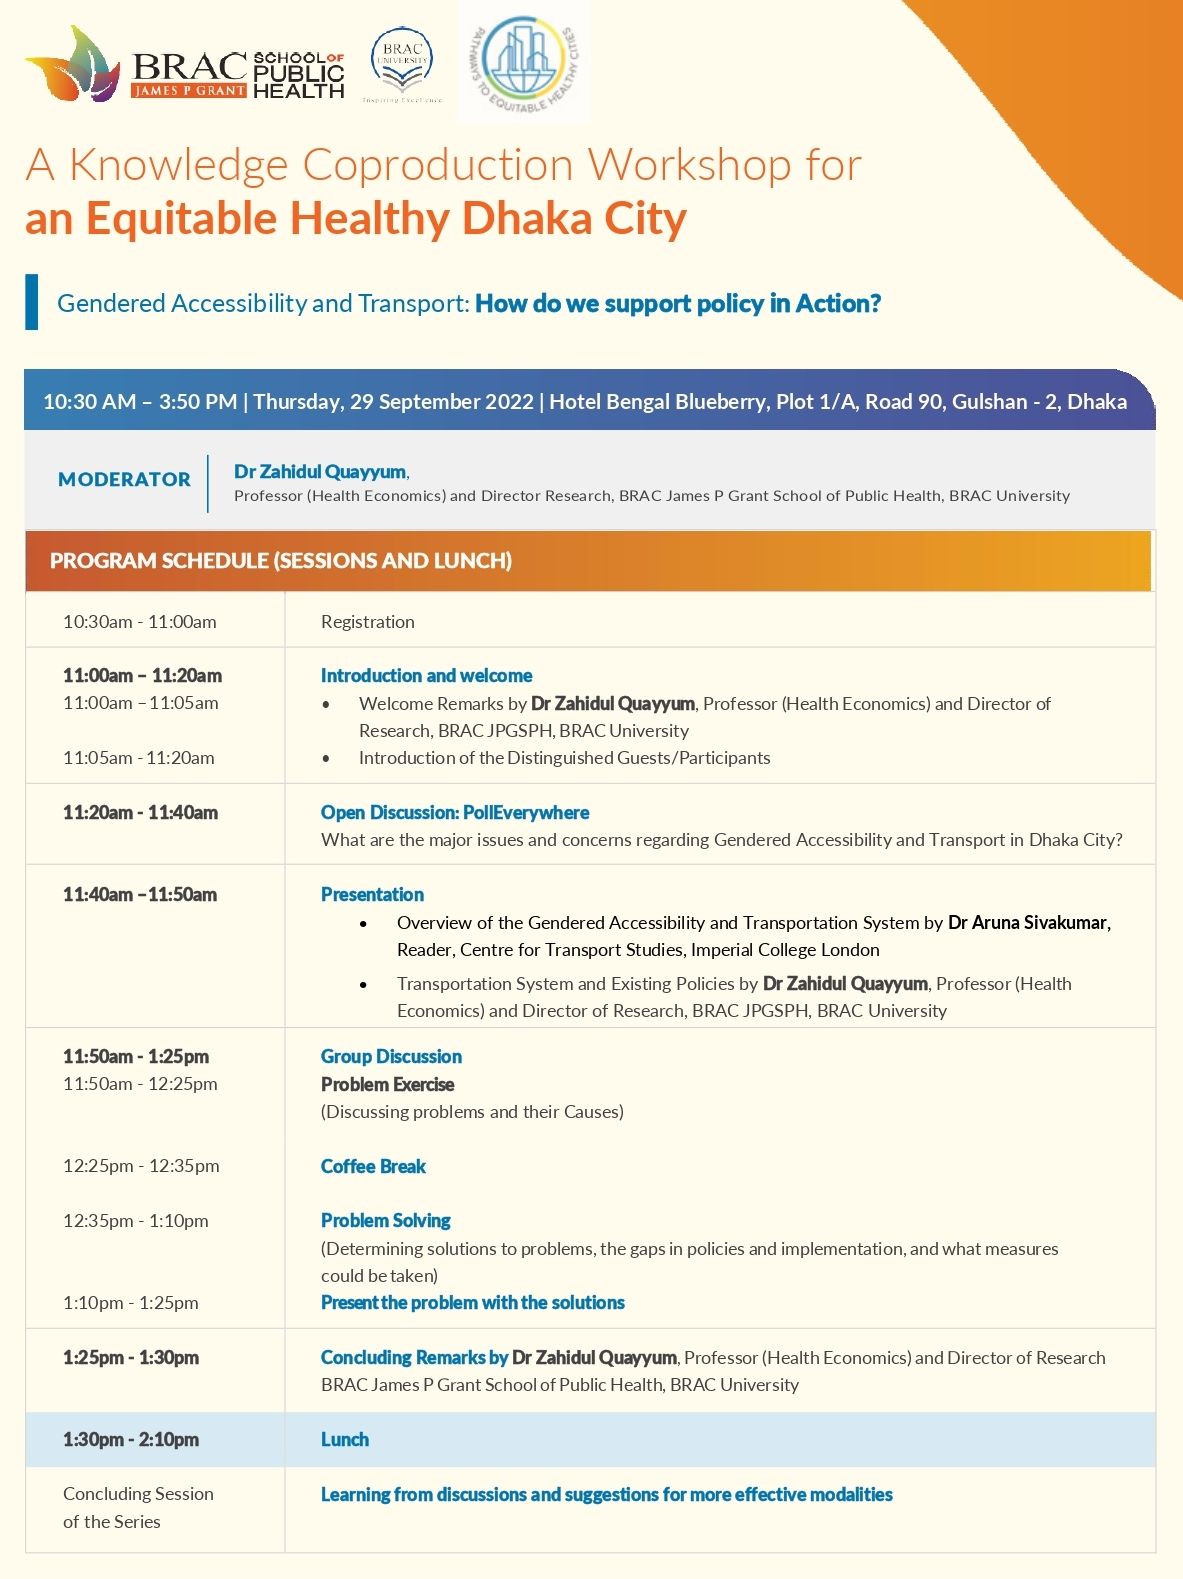 BRAC
JAMES P GRANT
SCHOOL OF
PUBLIC
HEALTH
BRAC
UNIVERSITY
Inspiring Excellence
PATHWAYS TO EQUITABLE HEALTHY CITIES
A Knowledge Coproduction Workshop for
an Equitable Healthy Dhaka City
Gendered Accessibility and Transport: How do we support policy in Action?
10:30 AM – 3:50 PM | Thursday, 29 September 2022 | Hotel Bengal Blueberry, Plot 1/A, Road 90, Gulshan - 2, Dhaka
MODERATOR
Dr Zahidul Quayyum,
Professor (Health Economics) and Director Research, BRAC James P Grant School of Public Health, BRAC University
PROGRAM SCHEDULE (SESSIONS AND LUNCH)
10:30am - 11:00am Registration
11:00am – 11:20am Introduction and welcome
11:00am – 11:05am • Welcome Remarks by Dr Zahidul Quayyum, Professor (Health Economics) and Director of
Research, BRAC JPGSPH, BRAC University
11:05am - 11:20am • Introduction of the Distinguished Guests/Participants
11:20am - 11:40am Open Discussion: PollEverywhere
What are the major issues and concerns regarding Gendered Accessibility and Transport in Dhaka City?
11:40am – 11:50am Presentation
• Overview of the Gendered Accessibility and Transportation System by Dr Aruna Sivakumar,
Reader, Centre for Transport Studies, Imperial College London
• Transportation System and Existing Policies by Dr Zahidul Quayyum, Professor (Health
Economics) and Director of Research, BRAC JPGSPH, BRAC University
11:50am - 1:25pm Group Discussion
11:50am - 12:25pm Problem Exercise
(Discussing problems and their Causes)
12:25pm - 12:35pm Coffee Break
12:35pm - 1:10pm Problem Solving
(Determining solutions to problems, the gaps in policies and implementation, and what measures
could be taken)
1:10pm - 1:25pm Present the problem with the solutions
1:25pm - 1:30pm Concluding Remarks by Dr Zahidul Quayyum, Professor (Health Economics) and Director of Research
BRAC James P Grant School of Public Health, BRAC University
1:30pm - 2:10pm Lunch
Concluding Session Learning from discussions and suggestions for more effective modalities
of the Series